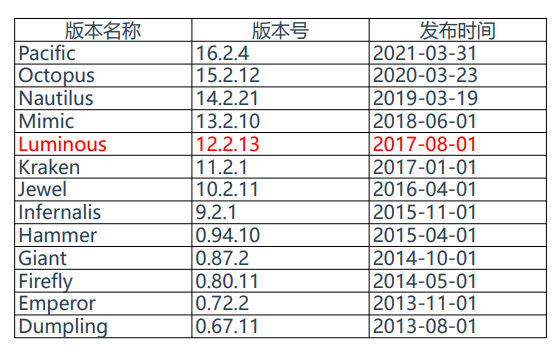 版本名称 版本号 发布时间
Pacific 16.2.4 2021-03-31
Octopus 15.2.12 2020-03-23
Nautilus 14.2.21 2019-03-19
Mimic 13.2.10 2018-06-01
Luminous 12.2.13 2017-08-01
Kraken 11.2.1 2017-01-01
Jewel 10.2.11 2016-04-01
Infernalis 9.2.1 2015-11-01
Hammer 0.94.10 2015-04-01
Giant 0.87.2 2014-10-01
Firefly 0.80.11 2014-05-01
Emperor 0.72.2 2013-11-01
Dumpling 0.67.11 2013-08-01